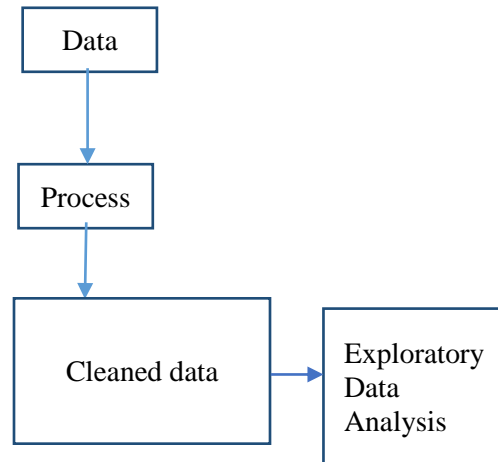 Data
Process
Cleaned data
Exploratory
Data
Analysis